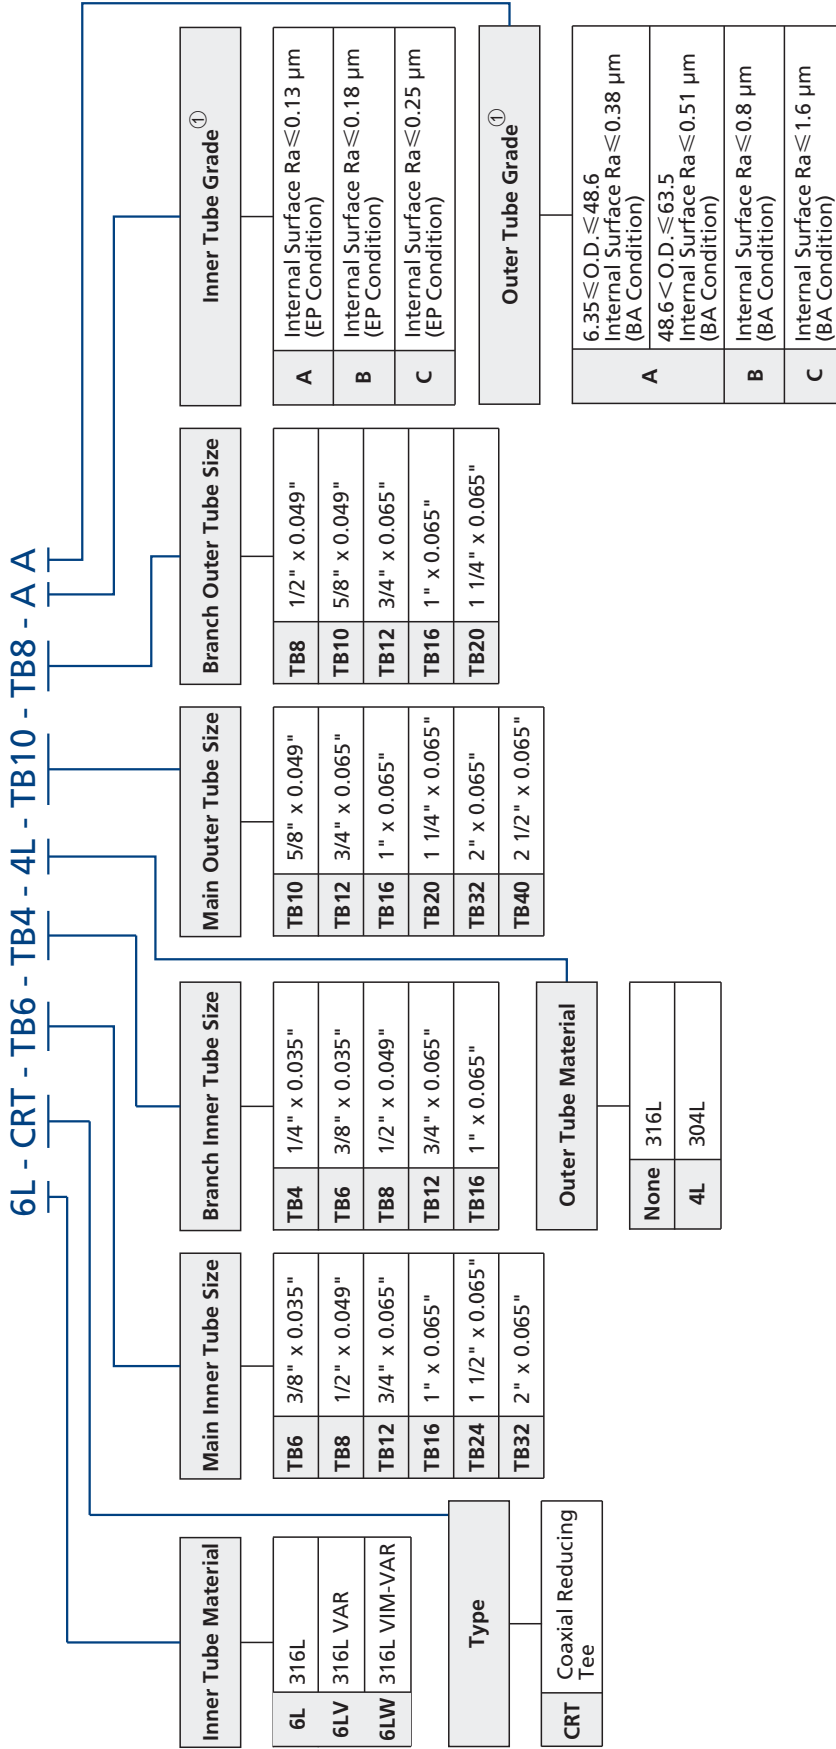 6L - CRT - TB6 - TB4 - 4L - TB10 - TB8 - A A
Inner Tube Material
6L 316L
6LV 316L VAR
6LW 316L VIM-VAR
Type
CRT Coaxial Reducing
Tee
Main Inner Tube Size
TB6 3/8" x 0.035"
TB8 1/2" x 0.049"
TB12 3/4" x 0.065"
TB16 1" x 0.065"
TB24 1 1/2" x 0.065"
TB32 2" x 0.065"
Branch Inner Tube Size
TB4 1/4" x 0.035"
TB6 3/8" x 0.035"
TB8 1/2" x 0.049"
TB12 3/4" x 0.065"
TB16 1" x 0.065"
Outer Tube Material
None 316L
4L 304L
Main Outer Tube Size
TB10 5/8" x 0.049"
TB12 3/4" x 0.065"
TB16 1" x 0.065"
TB20 1 1/4" x 0.065"
TB32 2" x 0.065"
TB40 2 1/2" x 0.065"
Branch Outer Tube Size
TB8 1/2" x 0.049"
TB10 5/8" x 0.049"
TB12 3/4" x 0.065"
TB16 1" x 0.065"
TB20 1 1/4" x 0.065"
Inner Tube Grade①
A Internal Surface Ra≤0.13 μm
(EP Condition)
B Internal Surface Ra≤0.18 μm
(EP Condition)
C Internal Surface Ra≤0.25 μm
(EP Condition)
Outer Tube Grade①
A 6.35≤O.D.≤48.6
Internal Surface Ra≤0.38 μm
(BA Condition)
48.6<O.D.≤63.5
Internal Surface Ra≤0.51 μm
(BA Condition)
B Internal Surface Ra≤0.8 μm
(BA Condition)
C Internal Surface Ra≤1.6 μm
(BA Condition)